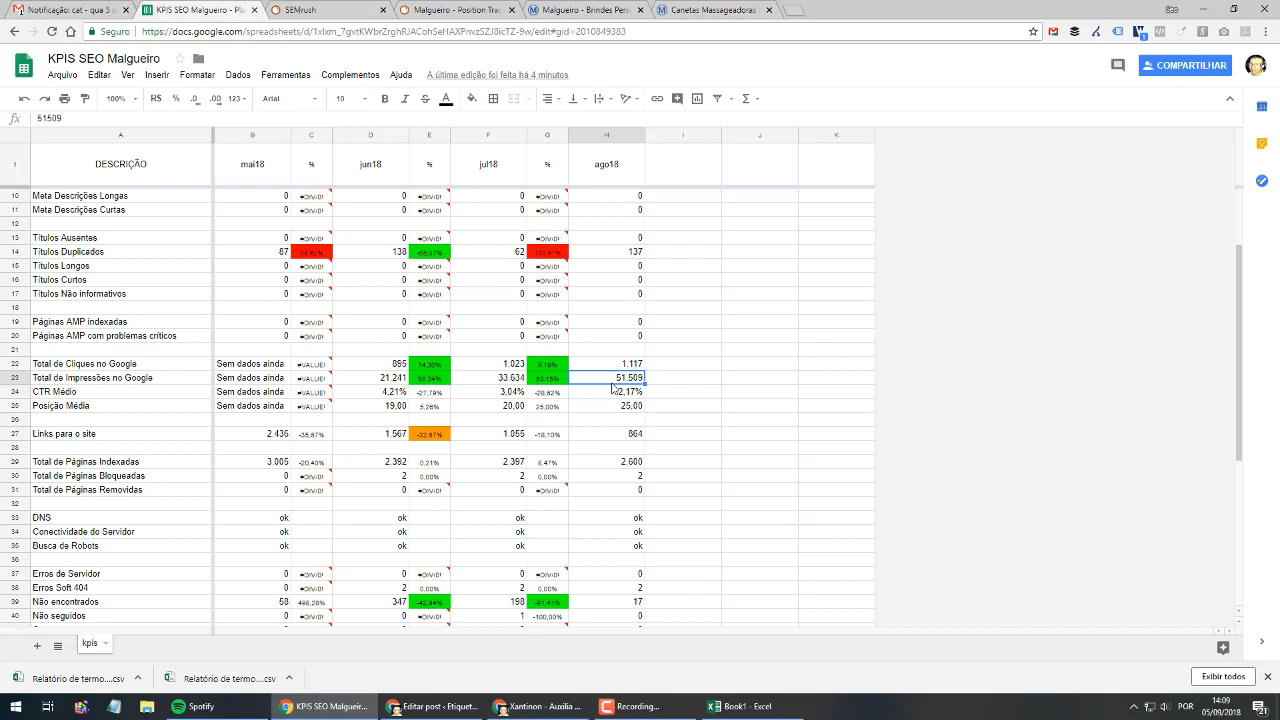 Notificação: cat - qua 5 s
KPIS SEO Malgueiro - Pla
SEMrush
Malgueiro - Position Trac
Malgueiro - Brindes Pers
Canetas Massageadoras
Seguro
https://docs.google.com/spreadsheets/d/1xlxm_7gvtKWbrZrghRJACohSeHAXPnvzSZJ8icTZ-9w/edit#gid=2010849383
KPIS SEO Malgueiro
Arquivo Editar Ver Inserir Formatar Dados Ferramentas Complementos Ajuda A última edição foi feita há 4 minutos
COMPARTILHAR
100% R$ % .0 .00 123 Arial 10 B I S A
fx 51509
A B C D E F G H I J K
1 DESCRIÇÃO mai18 % jun18 % jul18 % ago18
10 Meta Descrições Longas 0 #DIV/0! 0 #DIV/0! 0 #DIV/0! 0
11 Meta Descrições Curtas 0 #DIV/0! 0 #DIV/0! 0 #DIV/0! 0
12
13 Títulos Ausentes 0 #DIV/0! 0 #DIV/0! 0 #DIV/0! 0
14 Títulos Duplicados 87 138 -55,07% 62 137
15 Títulos Longos 0 #DIV/0! 0 #DIV/0! 0 #DIV/0! 0
16 Títulos Curtos 0 #DIV/0! 0 #DIV/0! 0 #DIV/0! 0
17 Títulos Não informativos 0 #DIV/0! 0 #DIV/0! 0 #DIV/0! 0
18
19 Páginas AMP indexadas 0 #DIV/0! 0 #DIV/0! 0 #DIV/0! 0
20 Páginas AMP com problemas críticos 0 #DIV/0! 0 #DIV/0! 0 #DIV/0! 0
21
22 Total de Cliques no Google Sem dados ainda #VALUE! 895 14,30% 1.023 9,19% 1.117
23 Total de Impressões no Google Sem dados ainda #VALUE! 21.241 58,34% 33.634 53,15% 51.509
24 CTR Médio Sem dados ainda #VALUE! 4,21% -27,79% 3,04% -28,62% 2,17%
25 Posição Média Sem dados ainda #VALUE! 19,00 5,26% 20,00 25,00% 25,00
26
27 Links para o site 2.436 -35,67% 1.567 -32,67% 1.055 -18,10% 864
28
29 Total de Páginas Indexadas 3.005 -20,40% 2.392 0,21% 2.397 8,47% 2.600
30 Total de Páginas Bloqueadas 0 #DIV/0! 2 0,00% 2 0,00% 2
31 Total de Páginas Removidas 0 #DIV/0! 0 #DIV/0! 0 #DIV/0! 0
32
33 DNS ok ok ok ok
34 Conectividade do Servidor ok ok ok ok
35 Busca de Robots ok ok ok ok
36
37 Erros de Servidor 0 #DIV/0! 0 #DIV/0! 0 #DIV/0! 0
38 Erros Soft 404 0 #DIV/0! 2 0,00% 2 0,00% 2
39 Não encontrados 58 498,28% 347 -42,94% 198 -91,41% 17
40 Não seguidos 0 #DIV/0! 0 #DIV/0! 1 -100,00% 0
kpis
Relatório de termo....csv
Relatório de termo....csv
Exibir todos
Spotify
KPIS SEO Malgueir...
Editar post ‹ Etiquet...
Xantinon - Auxilia ...
Recording...
Book1 - Excel
POR
14:09
05/09/2018
21